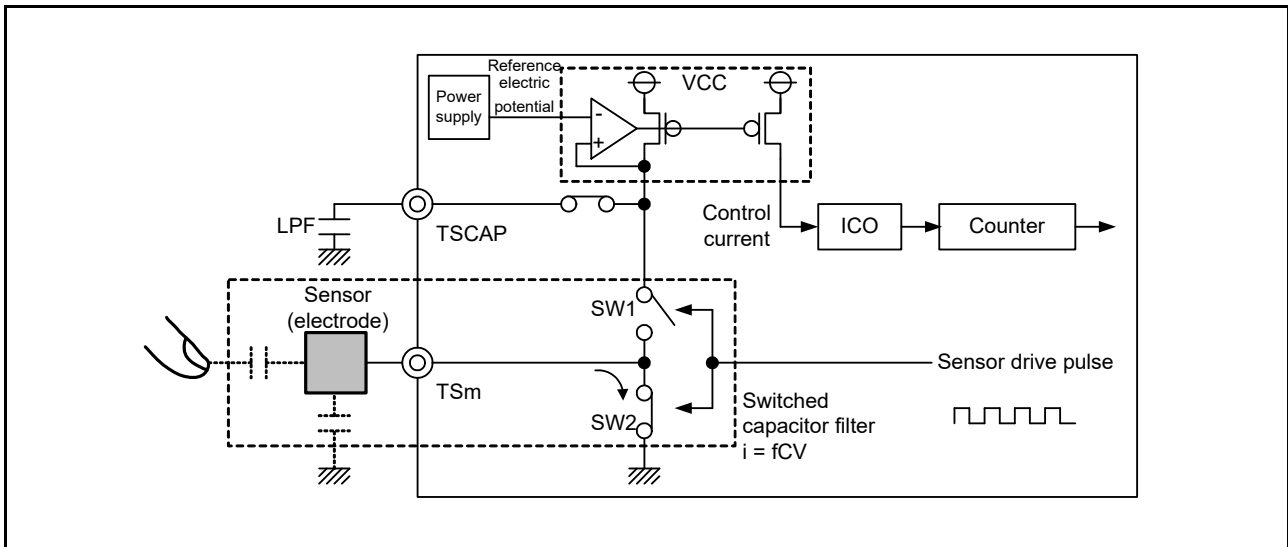 Reference
electric
potential
Power
supply
VCC
-
+
LPF
TSCAP
Control
current
ICO
Counter
Sensor
(electrode)
SW1
TSm
Sensor drive pulse
SW2
Switched
capacitor filter
i = fCV